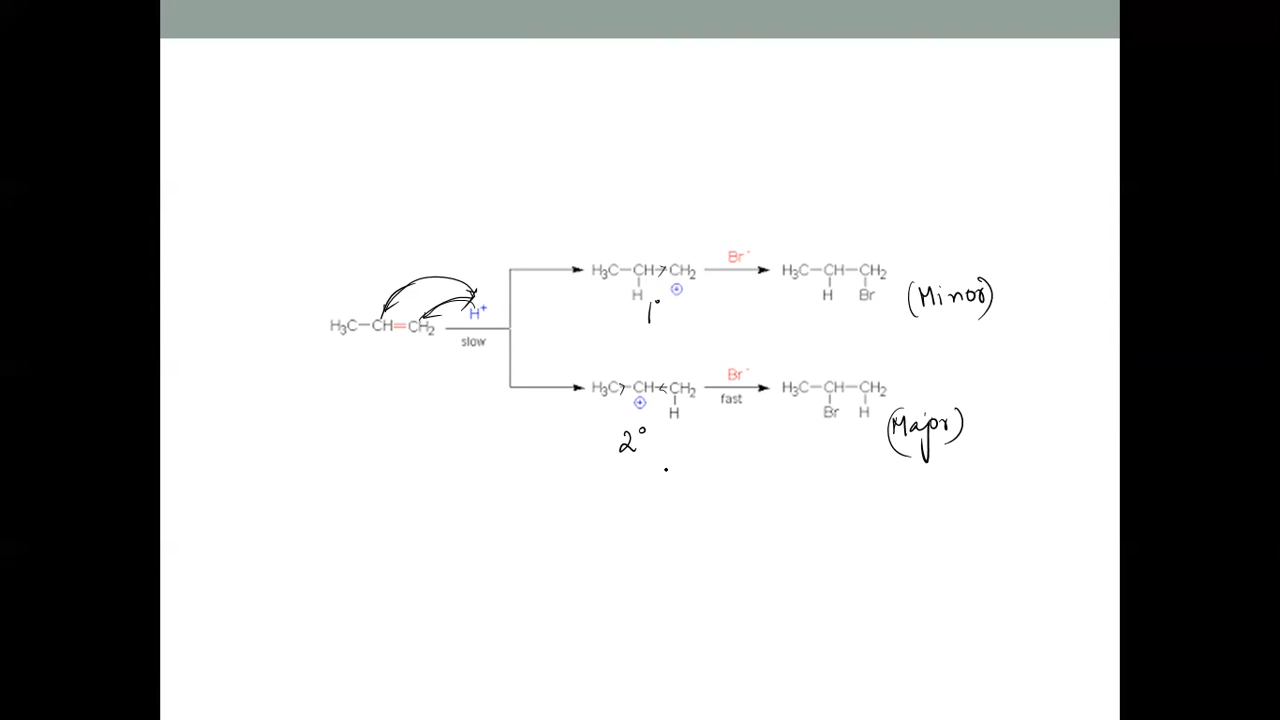 H₃C−CH−CH₂ Br⁻ H₃C−CH−CH₂
H ⊕ H Br (Minor)
1°
H₃C−CH=CH₂ H⁺
slow
H₃C−CH−CH₂ Br⁻ H₃C−CH−CH₂
⊕ H fast Br H (Major)
2°